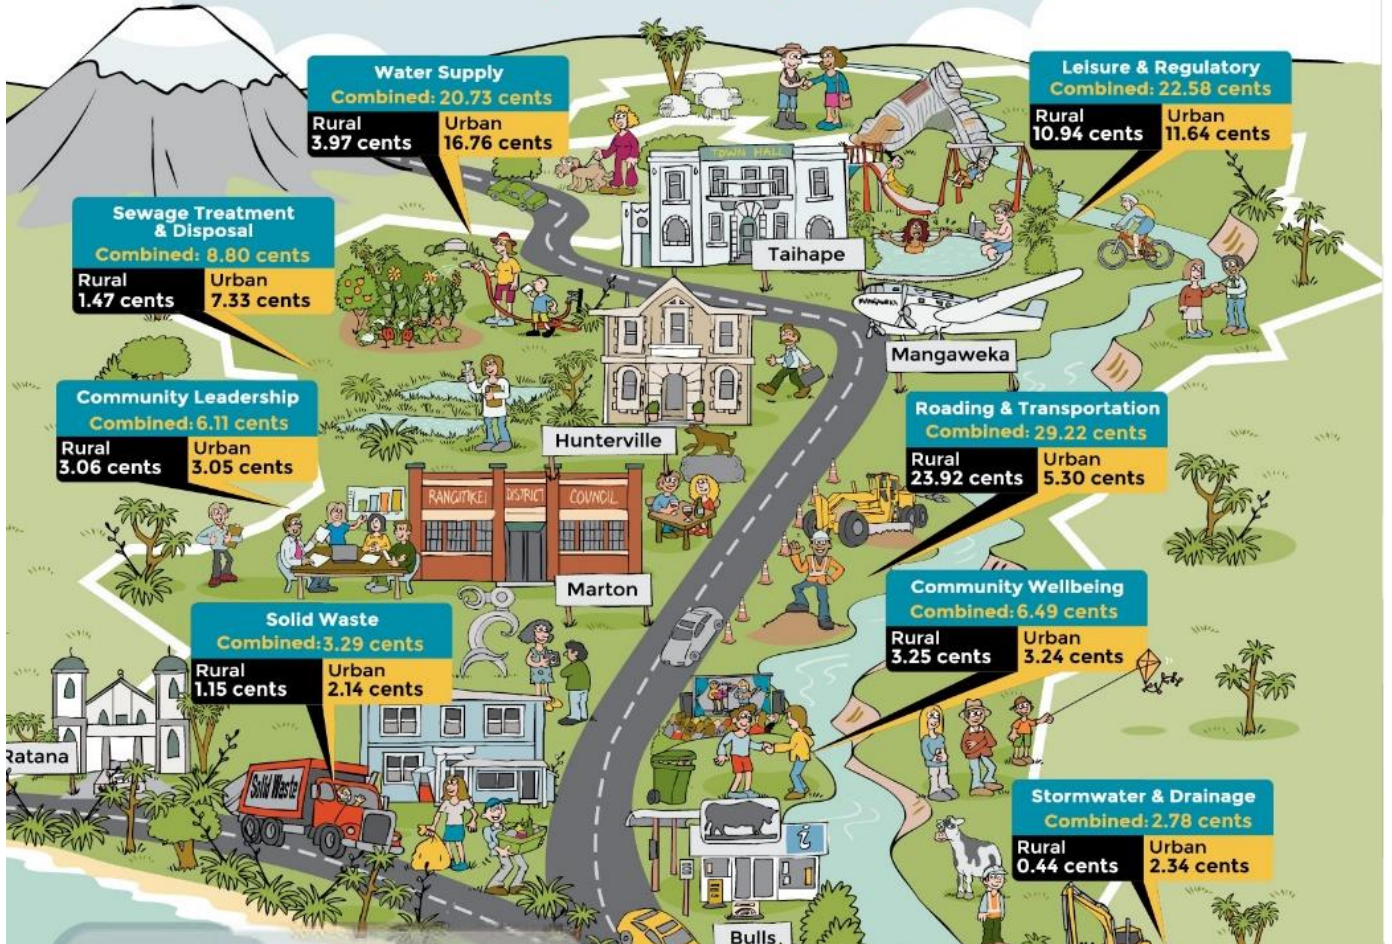 Water Supply
Combined: 20.73 cents
Rural
3.97 cents
Urban
16.76 cents
Leisure & Regulatory
Combined: 22.58 cents
Rural
10.94 cents
Urban
11.64 cents
TOWN HALL
Taihape
Sewage Treatment
& Disposal
Combined: 8.80 cents
Rural
1.47 cents
Urban
7.33 cents
MANGAWEKA
Mangaweka
Community Leadership
Combined: 6.11 cents
Rural
3.06 cents
Urban
3.05 cents
Hunterville
Roading & Transportation
Combined: 29.22 cents
Rural
23.92 cents
Urban
5.30 cents
RANGITIKEI DISTRICT COUNCIL
Marton
Community Wellbeing
Combined: 6.49 cents
Rural
3.25 cents
Urban
3.24 cents
Solid Waste
Combined: 3.29 cents
Rural
1.15 cents
Urban
2.14 cents
Ratana
Solid Waste
Stormwater & Drainage
Combined: 2.78 cents
Rural
0.44 cents
Urban
2.34 cents
i
Bulls